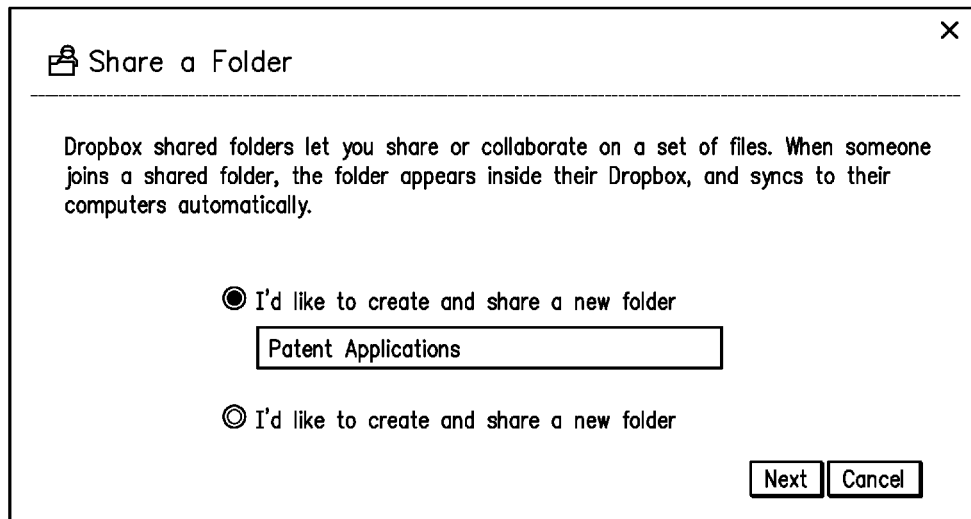 Share a Folder
Dropbox shared folders let you share or collaborate on a set of files. When someone
joins a shared folder, the folder appears inside their Dropbox, and syncs to their
computers automatically.
I'd like to create and share a new folder
Patent Applications
I'd like to create and share a new folder
Next Cancel